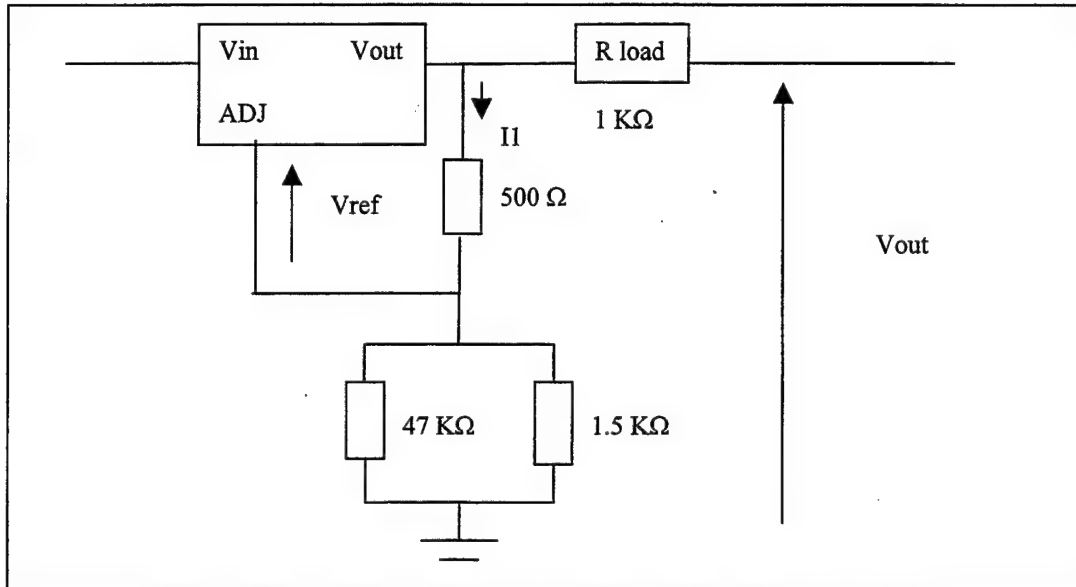 Vin Vout
ADJ
R load
1 KΩ
I1
Vref
500 Ω
Vout
47 KΩ
1.5 KΩ